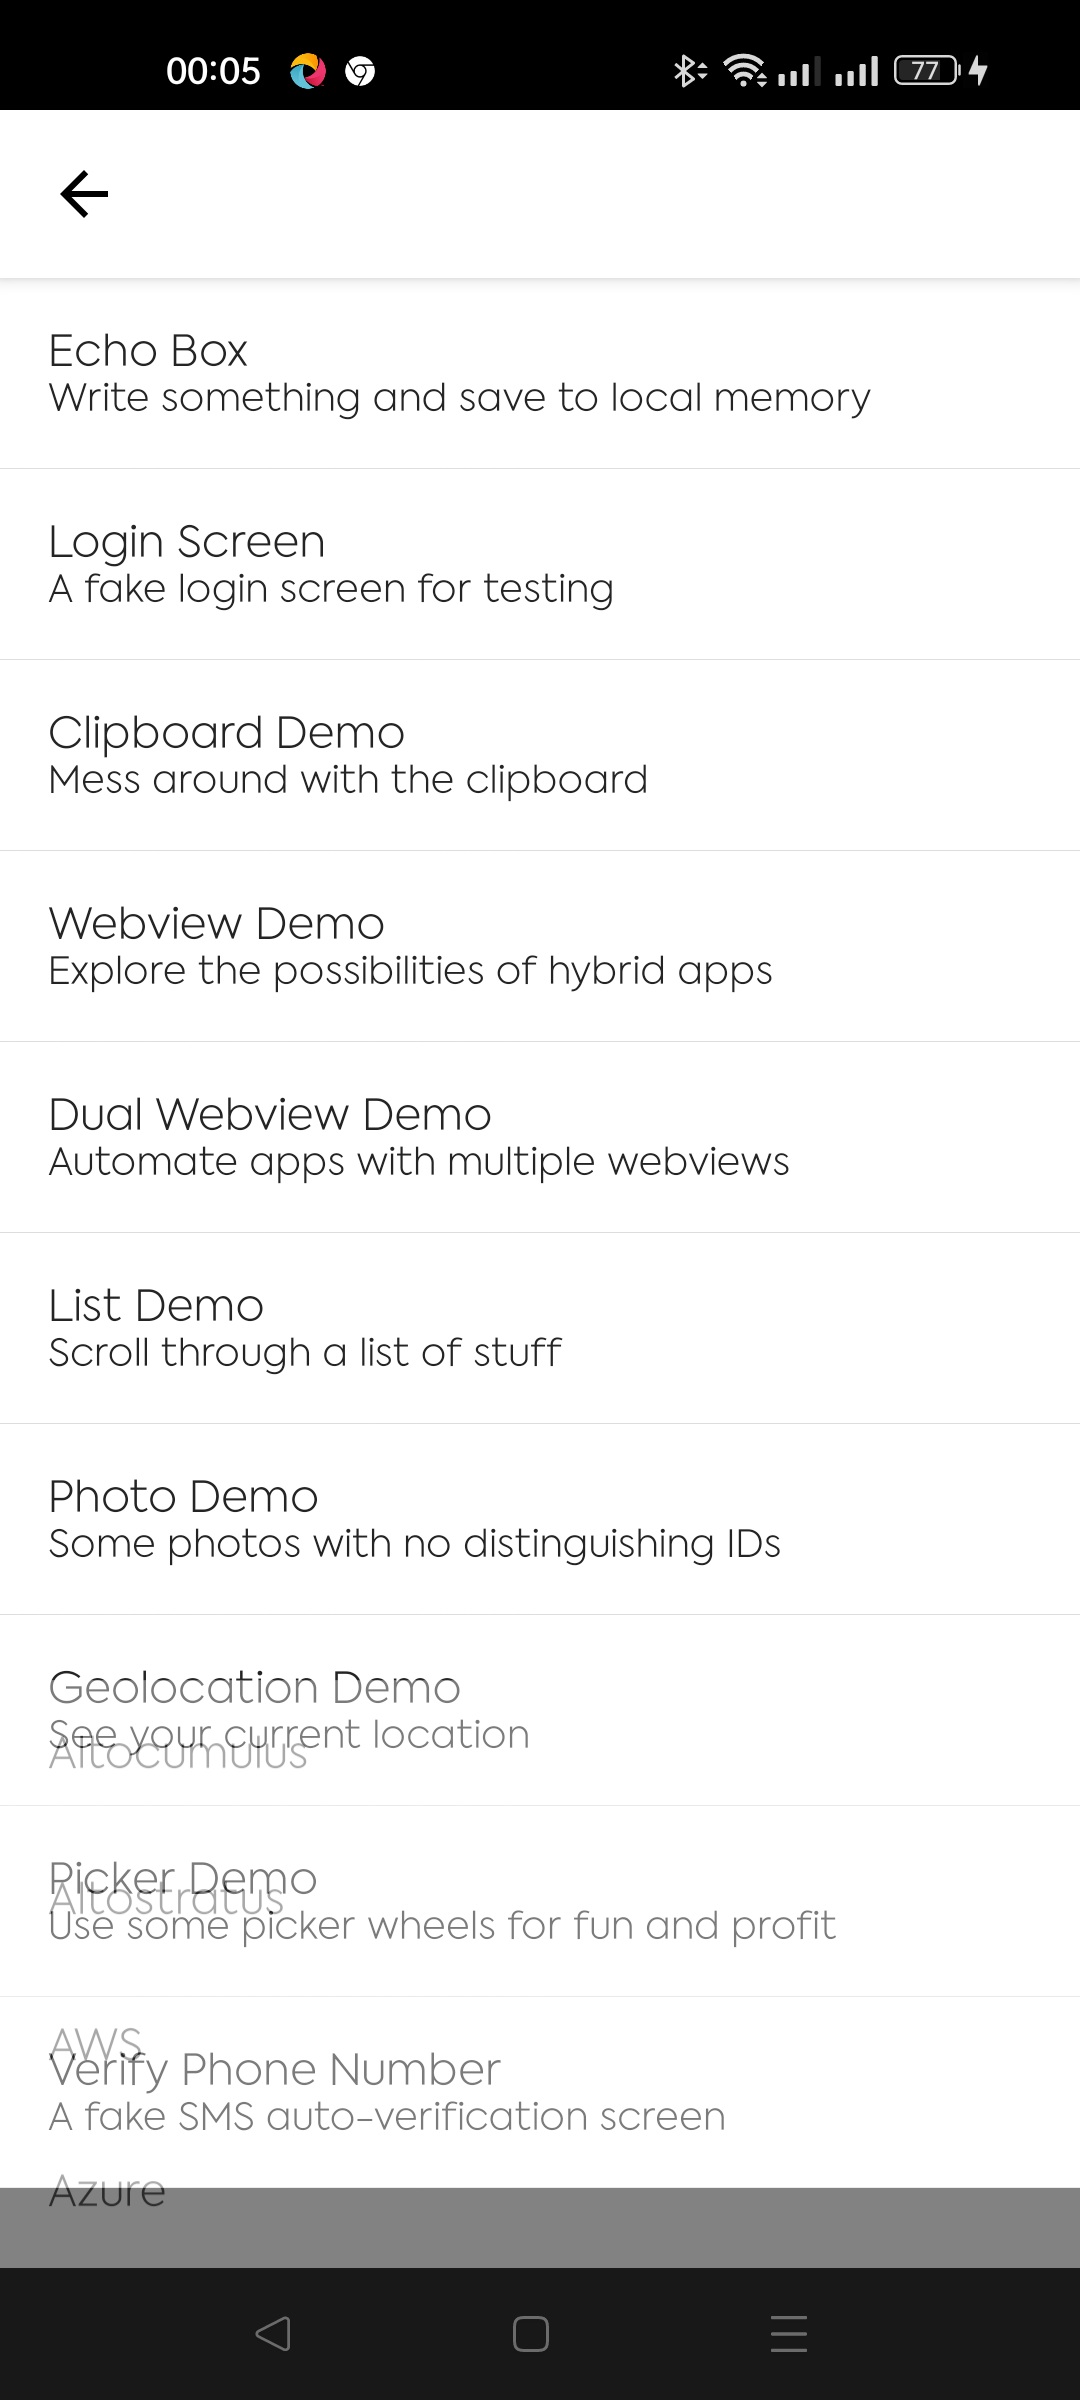 00:05
77
Echo Box
Write something and save to local memory
Login Screen
A fake login screen for testing
Clipboard Demo
Mess around with the clipboard
Webview Demo
Explore the possibilities of hybrid apps
Dual Webview Demo
Automate apps with multiple webviews
List Demo
Scroll through a list of stuff
Photo Demo
Some photos with no distinguishing IDs
Geolocation Demo
See your current location
Altocumulus
Picker Demo
Altostratus
Use some picker wheels for fun and profit
AWS
Verify Phone Number
A fake SMS auto-verification screen
Azure